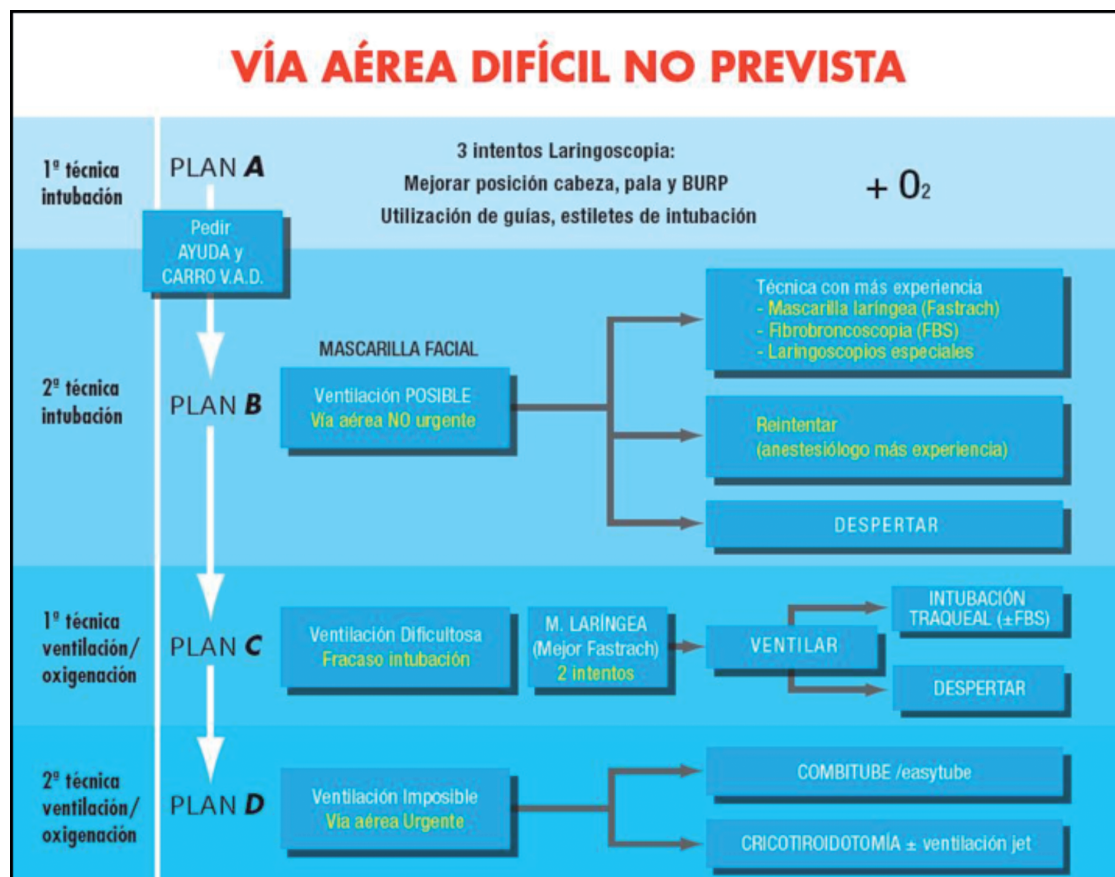 VÍA AÉREA DIFÍCIL NO PREVISTA
1ª técnica
intubación
PLAN A
3 intentos Laringoscopia:
Mejorar posición cabeza, pala y BURP
Utilización de guías, estiletes de intubación
+ O2
Pedir
AYUDA y
CARRO V.A.D.
2ª técnica
intubación
PLAN B
MASCARILLA FACIAL
Ventilación POSIBLE
Vía aérea NO urgente
Técnica con más experiencia
- Mascarilla laríngea (Fastrach)
- Fibrobroncoscopia (FBS)
- Laringoscopios especiales
Reintentar
(anestesiólogo más experiencia)
DESPERTAR
1ª técnica
ventilación/
oxigenación
PLAN C
Ventilación Dificultosa
Fracaso intubación
M. LARÍNGEA
(Mejor Fastrach)
2 intentos
VENTILAR
INTUBACIÓN
TRAQUEAL (±FBS)
DESPERTAR
2ª técnica
ventilación/
oxigenación
PLAN D
Ventilación Imposible
Vía aérea Urgente
COMBITUBE /easytube
CRICOTIROIDOTOMÍA ± ventilación jet